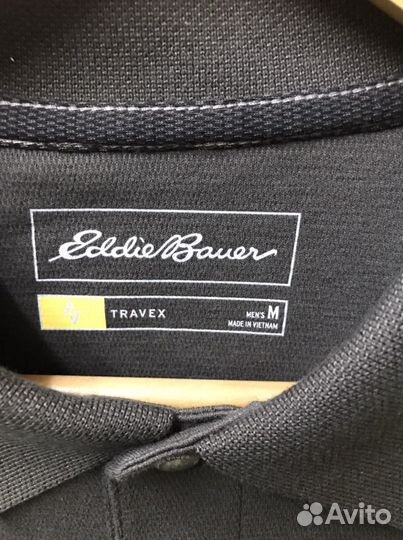 Eddie Bauer
TRAVEX
MEN'S M
MADE IN VIETNAM
Avito